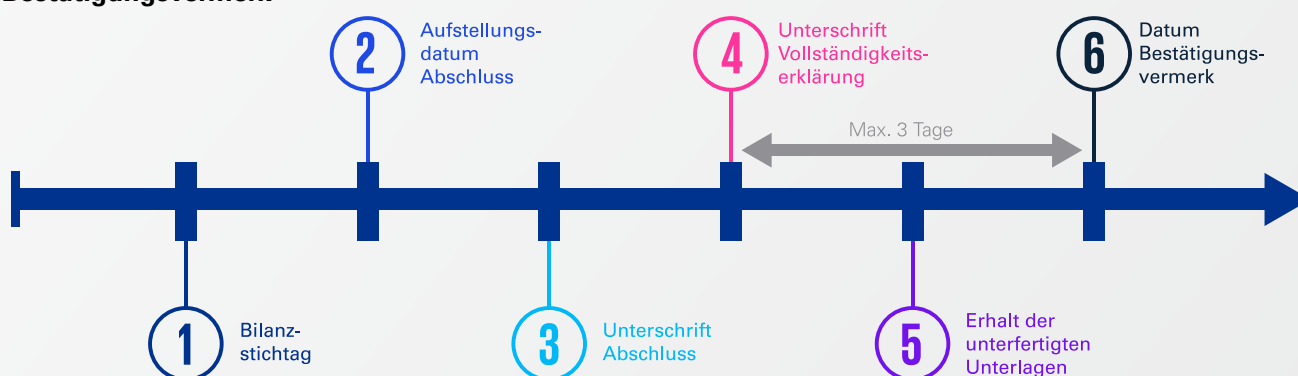 Bestätigungsvermerk
2
Aufstellungs-
datum
Abschluss
4
Unterschrift
Vollständigkeits-
erklärung
6
Datum
Bestätigungs-
vermerk
Max. 3 Tage
1
Bilanz-
stichtag
3
Unterschrift
Abschluss
5
Erhalt der
unterfertigten
Unterlagen